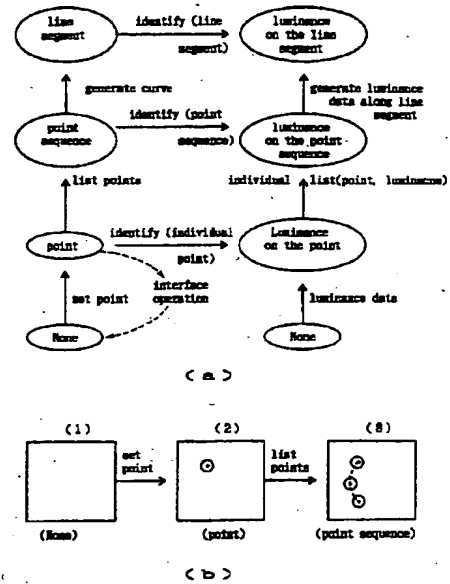 line
segment
identify (line
segment)
luminance
on the line
segment
generate curve
generate luminance
data along line
segment
point
sequence
identify (point
sequence)
luminance
on the point
sequence
list points
individual list(point, luminacne)
point
identify (individual
point)
Luminance
on the point
set point
interface
operation
luminance data
None
None
(a)
(1)
(2)
(3)
set
point
list
points
(None)
(point)
(point sequence)
(b)